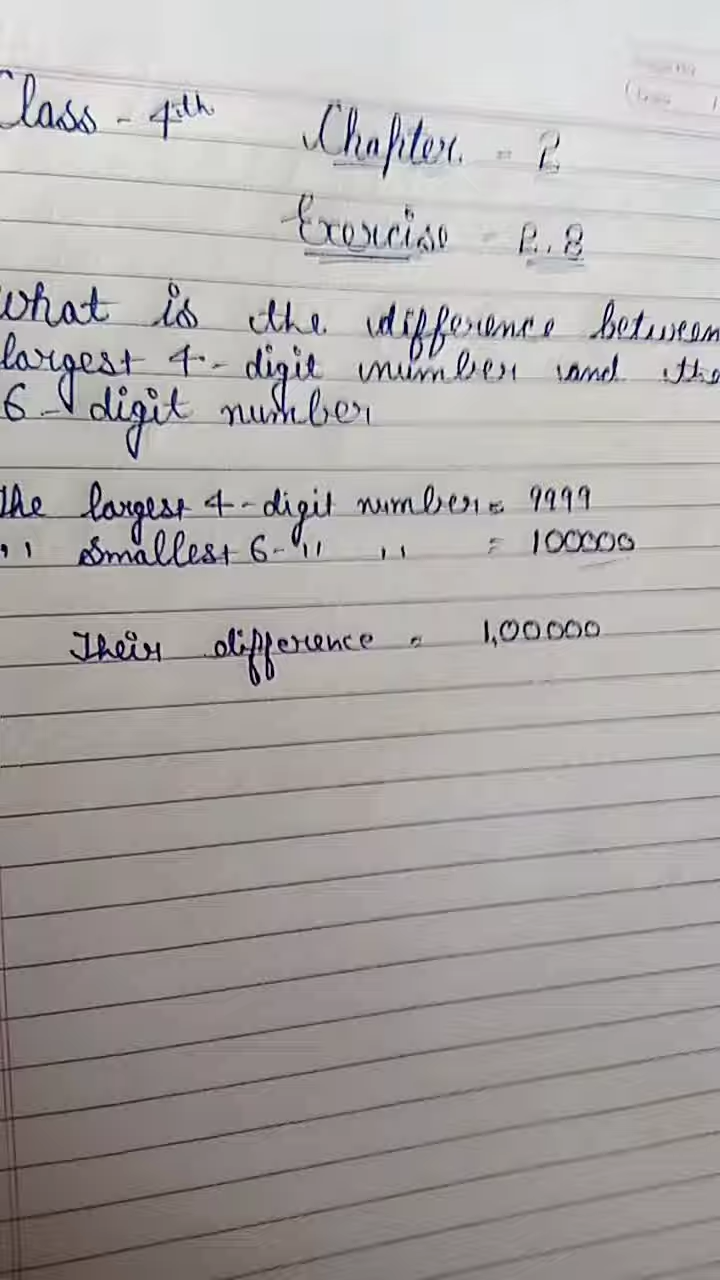 Class - 4th
Chapter - 2
Exercise - 2.8
What is the difference between
largest 4-digit number and the
6-digit number
The largest 4-digit number = 9999
,, Smallest 6- ,, ,, = 100000
Their difference = 1,00000